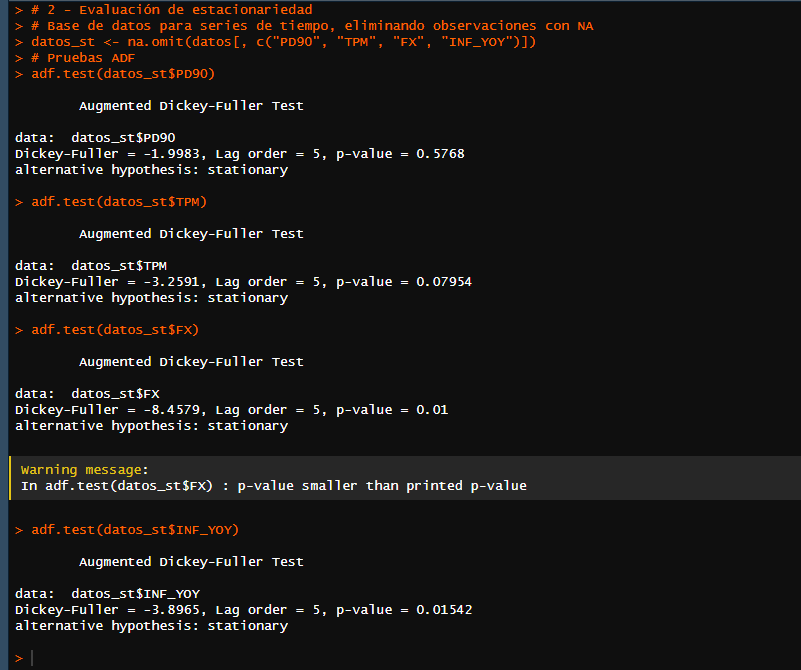 > # 2 - Evaluación de estacionariedad
> # Base de datos para series de tiempo, eliminando observaciones con NA
> datos_st <- na.omit(datos[, c("PD90", "TPM", "FX", "INF_YOY")])
> # Pruebas ADF
> adf.test(datos_st$PD90)
Augmented Dickey-Fuller Test
data:  datos_st$PD90
Dickey-Fuller = -1.9983, Lag order = 5, p-value = 0.5768
alternative hypothesis: stationary
> adf.test(datos_st$TPM)
Augmented Dickey-Fuller Test
data:  datos_st$TPM
Dickey-Fuller = -3.2591, Lag order = 5, p-value = 0.07954
alternative hypothesis: stationary
> adf.test(datos_st$FX)
Augmented Dickey-Fuller Test
data:  datos_st$FX
Dickey-Fuller = -8.4579, Lag order = 5, p-value = 0.01
alternative hypothesis: stationary
Warning message:
In adf.test(datos_st$FX) : p-value smaller than printed p-value
> adf.test(datos_st$INF_YOY)
Augmented Dickey-Fuller Test
data:  datos_st$INF_YOY
Dickey-Fuller = -3.8965, Lag order = 5, p-value = 0.01542
alternative hypothesis: stationary
>